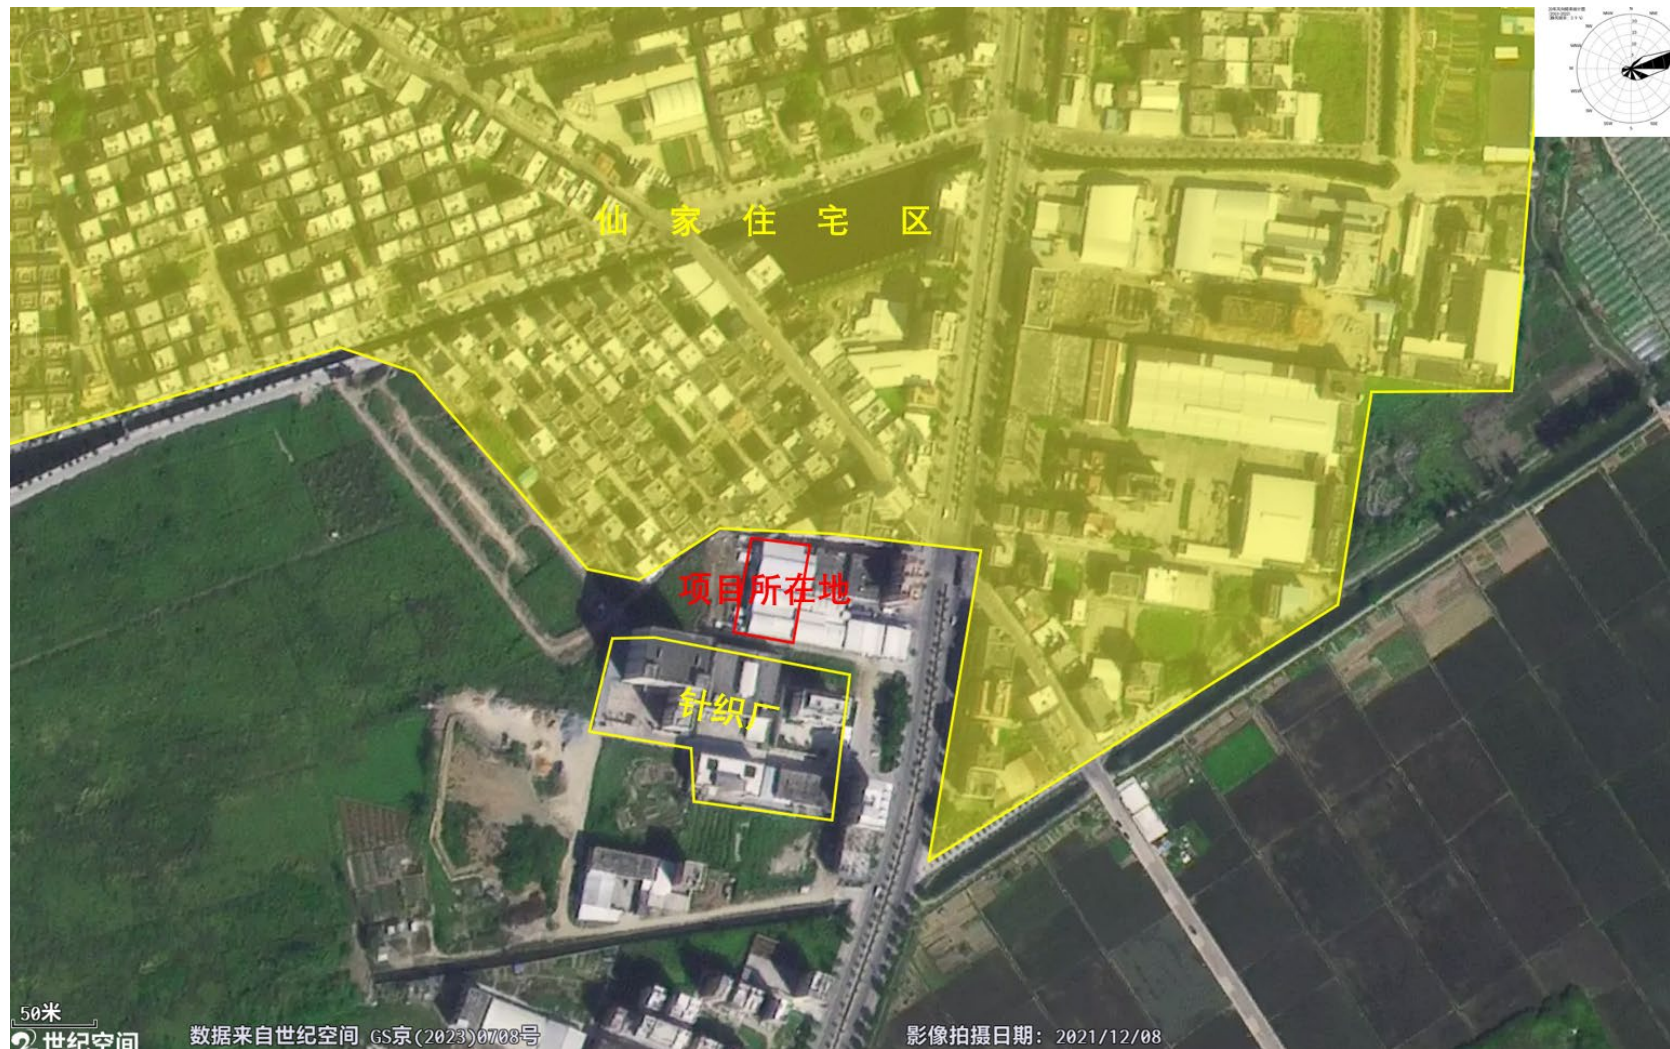 N
仙家住宅区
项目所在地
针织厂
50米
世纪空间
数据来自世纪空间 GS京(2023)0708号
影像拍摄日期: 2021/12/08